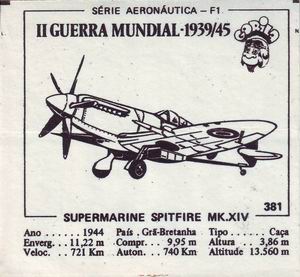 SÉRIE AERONÁUTICA – F1
II GUERRA MUNDIAL - 1939/45
381
SUPERMARINE SPITFIRE MK.XIV
Ano . . . . . 1944 País . Grã-Bretanha Tipo . . . . . . Caça
Enverg. . . 11,22 m Compr. . . 9,95 m Altura . . . 3,86 m
Veloc. . . 721 Km Auton. . 740 Km Altitude 13.560 m